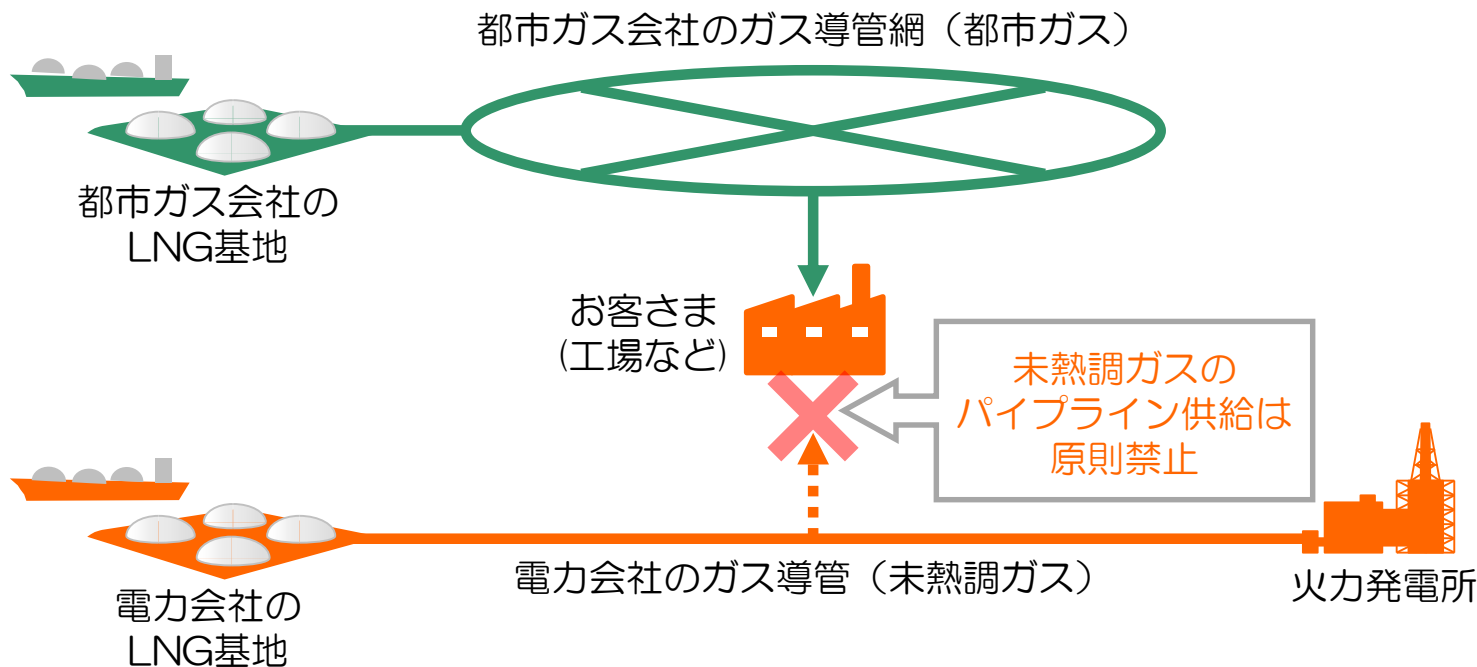 都市ガス会社のガス導管網（都市ガス）
都市ガス会社の
LNG基地
お客さま
(工場など)
未熱調ガスの
パイプライン供給は
原則禁止
電力会社のガス導管（未熱調ガス）
火力発電所
電力会社の
LNG基地